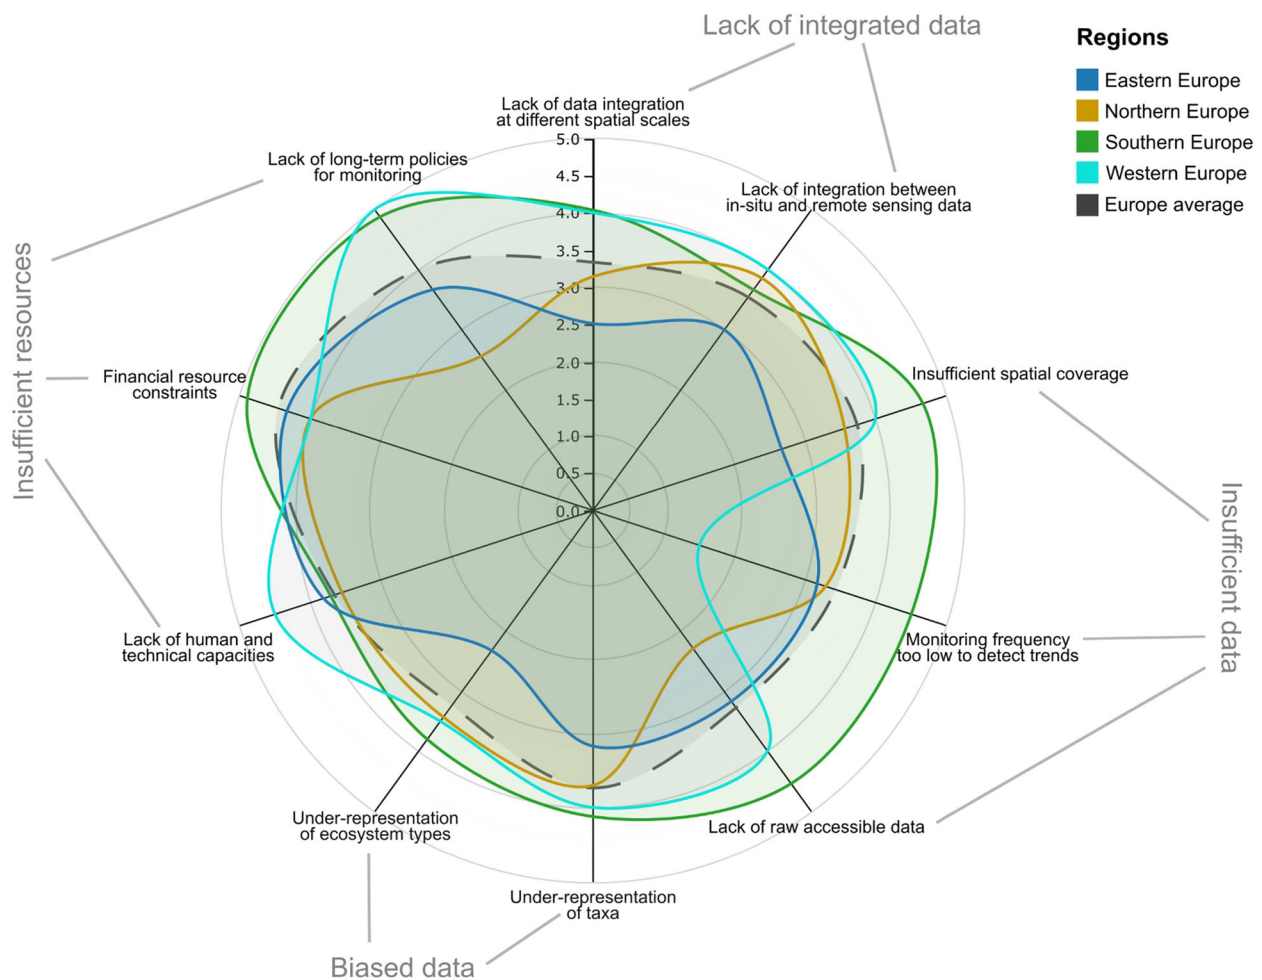 Lack of integrated data
Regions
Eastern Europe
Northern Europe
Southern Europe
Western Europe
Europe average
Lack of data integration
at different spatial scales
Lack of long-term policies
for monitoring
Lack of integration between
in-situ and remote sensing data
5.0
4.5
4.0
3.5
3.0
2.5
2.0
1.5
1.0
0.5
0.0
Insufficient resources
Financial resource
constraints
Insufficient spatial coverage
Insufficient data
Lack of human and
technical capacities
Monitoring frequency
too low to detect trends
Under-representation
of ecosystem types
Lack of raw accessible data
Under-representation
of taxa
Biased data